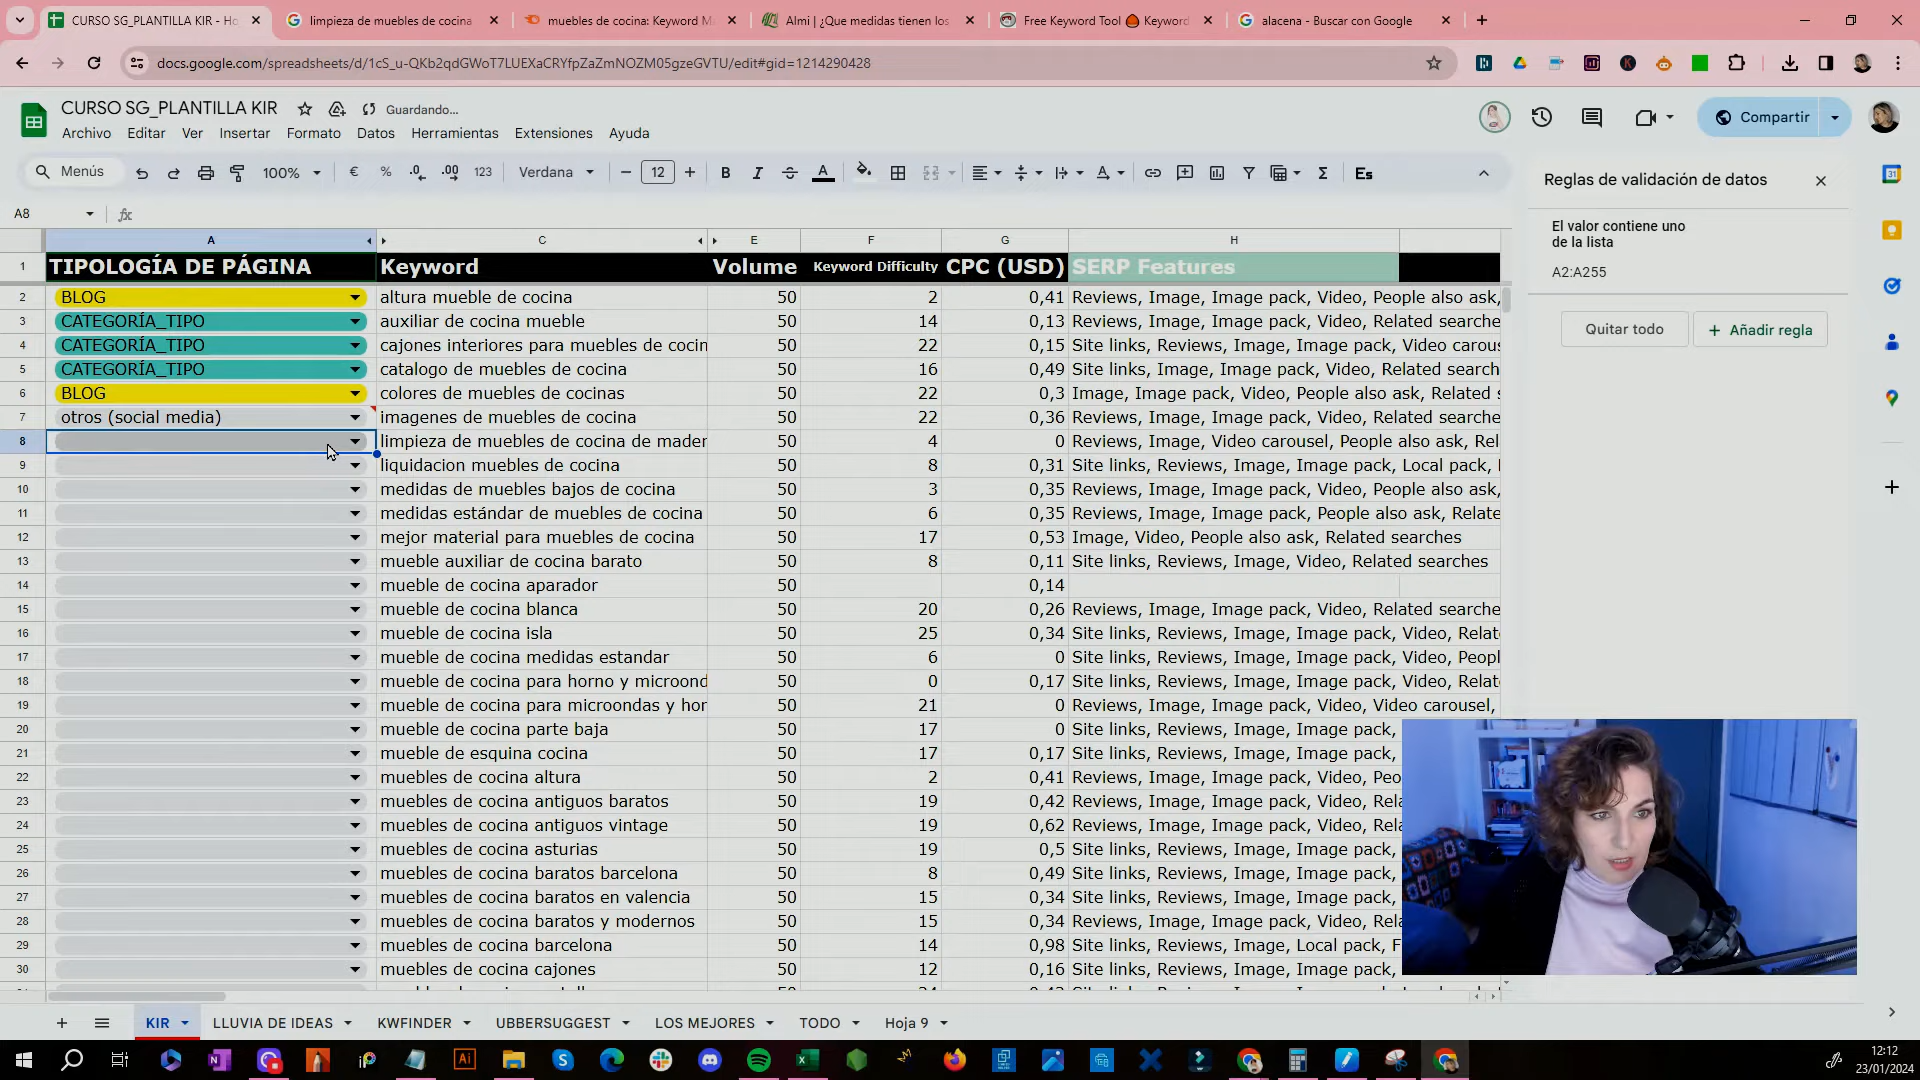 CURSO SG_PLANTILLA KIR - Ho
limpieza de muebles de cocina
muebles de cocina: Keyword M
Almi | ¿Que medidas tienen los
Free Keyword Tool Keyword
alacena - Buscar con Google
docs.google.com/spreadsheets/d/1cS_u-QKb2qdGWoT7LUEXaCRYfpZaZmNOZM05gzeGVTU/edit#gid=1214290428
CURSO SG_PLANTILLA KIR Guardando...
Archivo Editar Ver Insertar Formato Datos Herramientas Extensiones Ayuda
Compartir
Menús 100% € % .0 .00 123 Verdana 12 B I A Es
Reglas de validación de datos
A8 fx
El valor contiene uno
de la lista
A2:A255
Quitar todo Añadir regla
A C E F G H
1 TIPOLOGÍA DE PÁGINA Keyword Volume Keyword Difficulty CPC (USD) SERP Features
2 BLOG altura mueble de cocina 50 2 0,41 Reviews, Image, Image pack, Video, People also ask,
3 CATEGORÍA_TIPO auxiliar de cocina mueble 50 14 0,13 Reviews, Image, Image pack, Video, Related searche
4 CATEGORÍA_TIPO cajones interiores para muebles de cocin 50 22 0,15 Site links, Reviews, Image, Image pack, Video carous
5 CATEGORÍA_TIPO catalogo de muebles de cocina 50 16 0,49 Site links, Image, Image pack, Video, Related search
6 BLOG colores de muebles de cocinas 50 22 0,3 Image, Image pack, Video, People also ask, Related s
7 otros (social media) imagenes de muebles de cocina 50 22 0,36 Reviews, Image, Image pack, Video, Related searche
8 limpieza de muebles de cocina de mader 50 4 0 Reviews, Image, Video carousel, People also ask, Rel
9 liquidacion muebles de cocina 50 8 0,31 Site links, Reviews, Image, Image pack, Local pack,
10 medidas de muebles bajos de cocina 50 3 0,35 Reviews, Image, Image pack, Video, People also ask,
11 medidas estándar de muebles de cocina 50 6 0,35 Reviews, Image, Image pack, People also ask, Relate
12 mejor material para muebles de cocina 50 17 0,53 Image, Video, People also ask, Related searches
13 mueble auxiliar de cocina barato 50 8 0,11 Site links, Reviews, Image, Video, Related searches
14 mueble de cocina aparador 50 0,14
15 mueble de cocina blanca 50 20 0,26 Reviews, Image, Image pack, Video, Related searche
16 mueble de cocina isla 50 25 0,34 Site links, Reviews, Image, Image pack, Video, Relat
17 mueble de cocina medidas estandar 50 6 0 Site links, Reviews, Image, Image pack, Video, Peopl
18 mueble de cocina para horno y microond 50 0 0,17 Site links, Reviews, Image, Image pack, Video, Relat
19 mueble de cocina para microondas y hor 50 21 0 Reviews, Image, Image pack, Video, Video carousel,
20 mueble de cocina parte baja 50 17 0 Site links, Reviews, Image, Image pack,
21 mueble de esquina cocina 50 17 0,17 Site links, Reviews, Image, Image pack,
22 muebles de cocina altura 50 2 0,41 Reviews, Image, Image pack, Video, Peo
23 muebles de cocina antiguos baratos 50 19 0,42 Reviews, Image, Image pack, Video, Rela
24 muebles de cocina antiguos vintage 50 19 0,62 Reviews, Image, Image pack, Video, Rela
25 muebles de cocina asturias 50 19 0,5 Site links, Reviews, Image, Image pack,
26 muebles de cocina baratos barcelona 50 8 0,49 Site links, Reviews, Image, Image pack,
27 muebles de cocina baratos en valencia 50 15 0,34 Site links, Reviews, Image, Image pack,
28 muebles de cocina baratos y modernos 50 15 0,34 Reviews, Image, Image pack, Video, Rela
29 muebles de cocina barcelona 50 14 0,98 Site links, Reviews, Image, Local pack, F
30 muebles de cocina cajones 50 12 0,16 Site links, Reviews, Image, Image pack,
KIR LLUVIA DE IDEAS KWFINDER UBBERSUGGEST LOS MEJORES TODO Hoja 9
12:12
23/01/2024